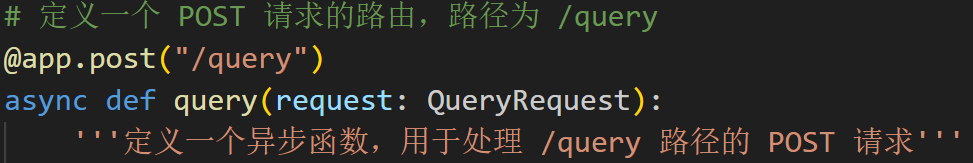 # 定义一个 POST 请求的路由，路径为 /query
@app.post("/query")
async def query(request: QueryRequest):
    '''定义一个异步函数，用于处理 /query 路径的 POST 请求'''